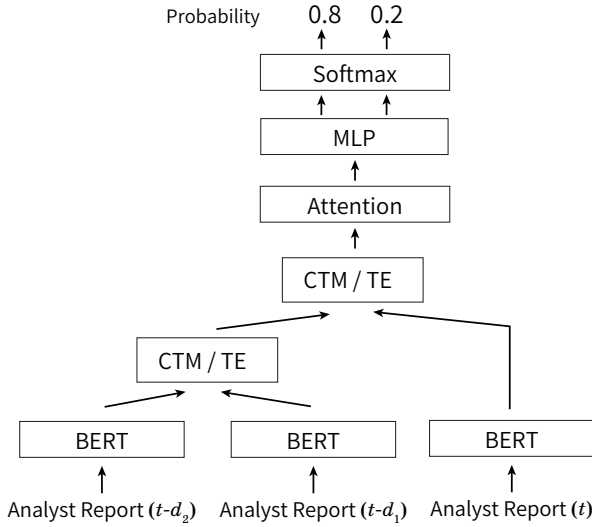 Probability 0.8 0.2
Softmax
MLP
Attention
CTM / TE
CTM / TE
BERT BERT BERT
Analyst Report (t-d₂) Analyst Report (t-d₁) Analyst Report (t)